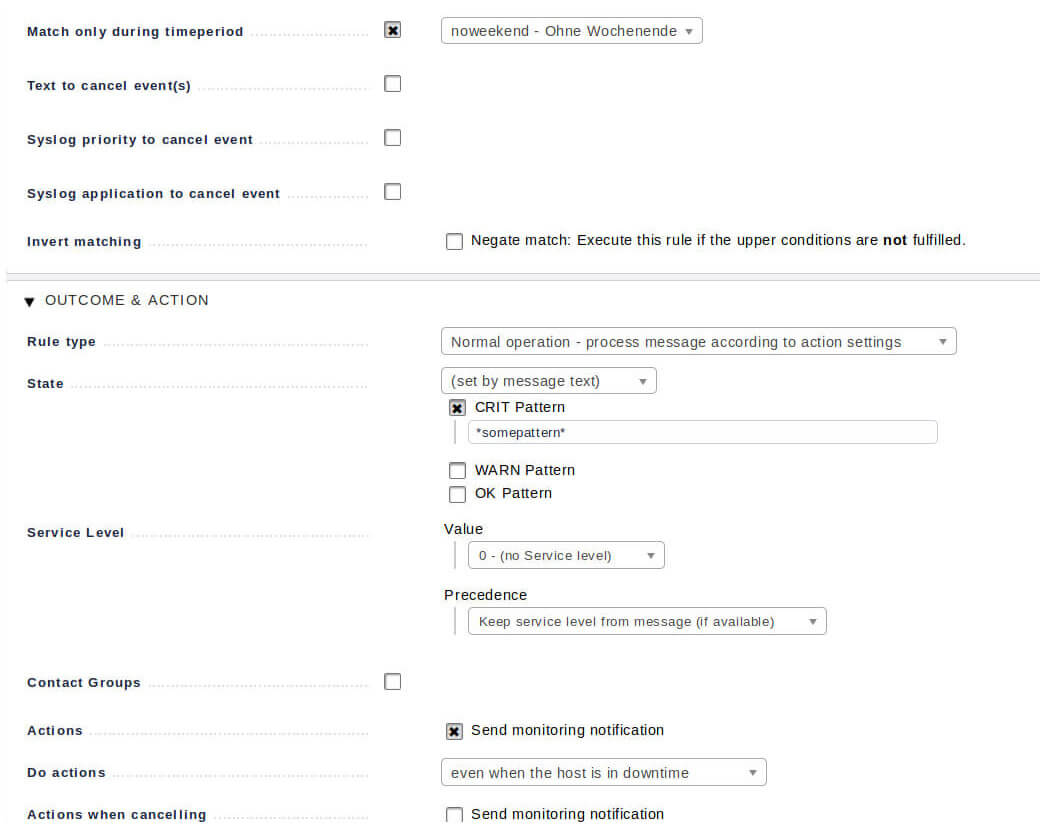 Match only during timeperiod
noweekend - Ohne Wochenende
Text to cancel event(s)
Syslog priority to cancel event
Syslog application to cancel event
Invert matching
Negate match: Execute this rule if the upper conditions are not fulfilled.
OUTCOME & ACTION
Rule type
Normal operation - process message according to action settings
State
(set by message text)
CRIT Pattern
*somepattern*
WARN Pattern
OK Pattern
Service Level
Value
0 - (no Service level)
Precedence
Keep service level from message (if available)
Contact Groups
Actions
Send monitoring notification
Do actions
even when the host is in downtime
Actions when cancelling
Send monitoring notification